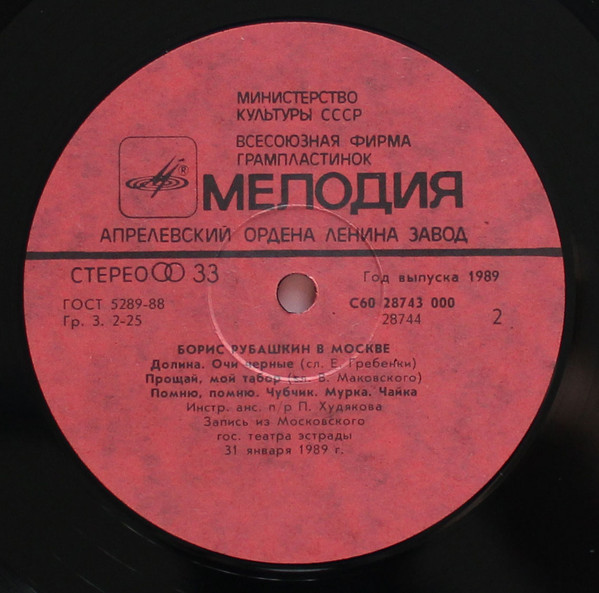 МИНИСТЕРСТВО
КУЛЬТУРЫ СССР
ВСЕСОЮЗНАЯ ФИРМА
ГРАМПЛАСТИНОК
®
МЕЛОДИЯ
АПРЕЛЕВСКИЙ ОРДЕНА ЛЕНИНА ЗАВОД
СТЕРЕО 33
Год выпуска 1989
ГОСТ 5289-88
С60 28743 000
Гр. 3. 2-25
28744
2
БОРИС РУБАШКИН В МОСКВЕ
Долина. Очи черные (сл. Е. Гребенки)
Прощай, мой табор (сл. В. Маковского)
Помню, помню. Чубчик. Мурка. Чайка
Инстр. анс. п/р П. Худякова
Запись из Московского
гос. театра эстрады
31 января 1989 г.